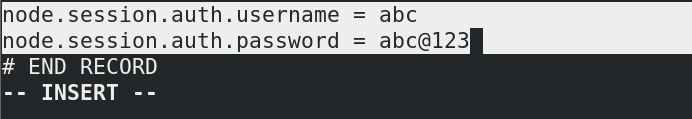 node.session.auth.username = abc
node.session.auth.password = abc@123
# END RECORD
-- INSERT --